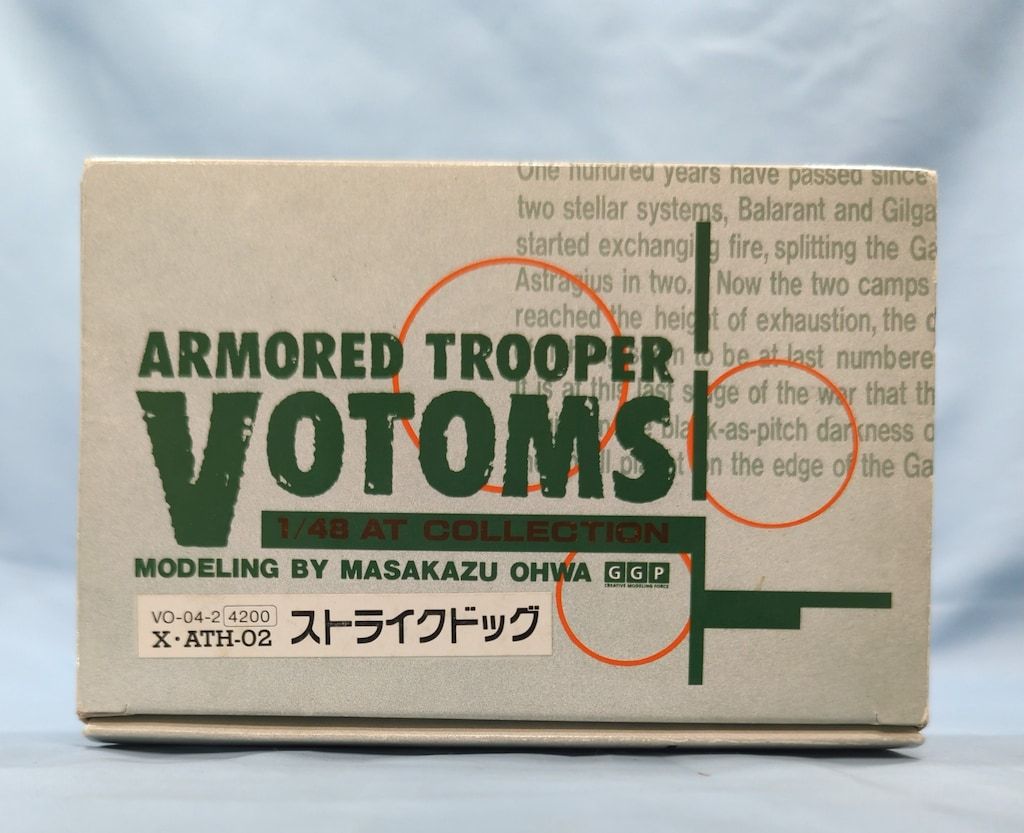 One hundred years have passed since
two stellar systems, Balarant and Gilga
started exchanging fire, splitting the Ga
Astragius in two. Now the two camps
reached the height of exhaustion, the
to be at last numbere
It is at this last stage of the war that th
black-as-pitch darkness o
on the edge of the Ga
ARMORED TROOPER
VOTOMS
1/48 AT COLLECTION
MODELING BY MASAKAZU OHWA GGP
CREATIVE MODELING FORCE
VO-04-2 4200
X·ATH-02 ストライクドッグ